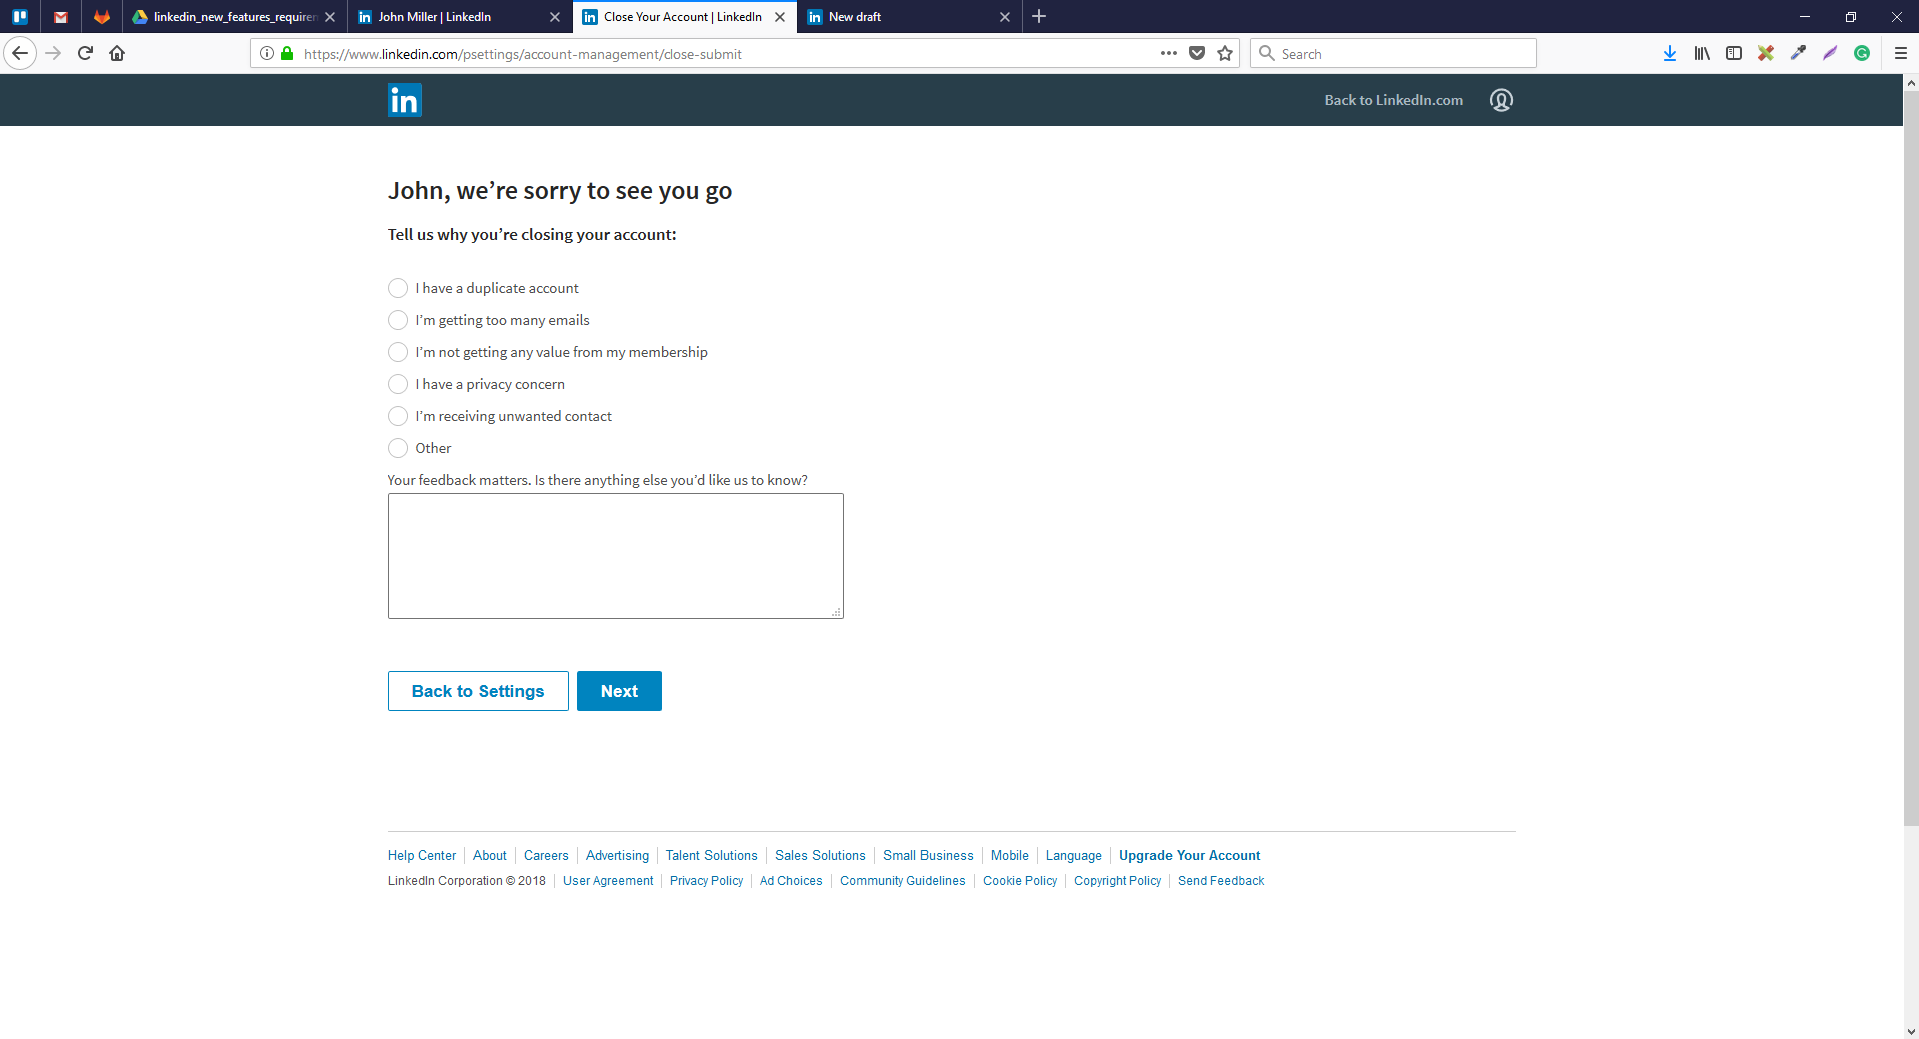 linkedin_new_features_requiren
John Miller | LinkedIn
Close Your Account | LinkedIn
New draft
https://www.linkedin.com/psettings/account-management/close-submit
Search
in
Back to LinkedIn.com
John, we’re sorry to see you go
Tell us why you’re closing your account:
I have a duplicate account
I’m getting too many emails
I’m not getting any value from my membership
I have a privacy concern
I’m receiving unwanted contact
Other
Your feedback matters. Is there anything else you’d like us to know?
Back to Settings
Next
Help Center About Careers Advertising Talent Solutions Sales Solutions Small Business Mobile Language Upgrade Your Account
LinkedIn Corporation © 2018 User Agreement Privacy Policy Ad Choices Community Guidelines Cookie Policy Copyright Policy Send Feedback